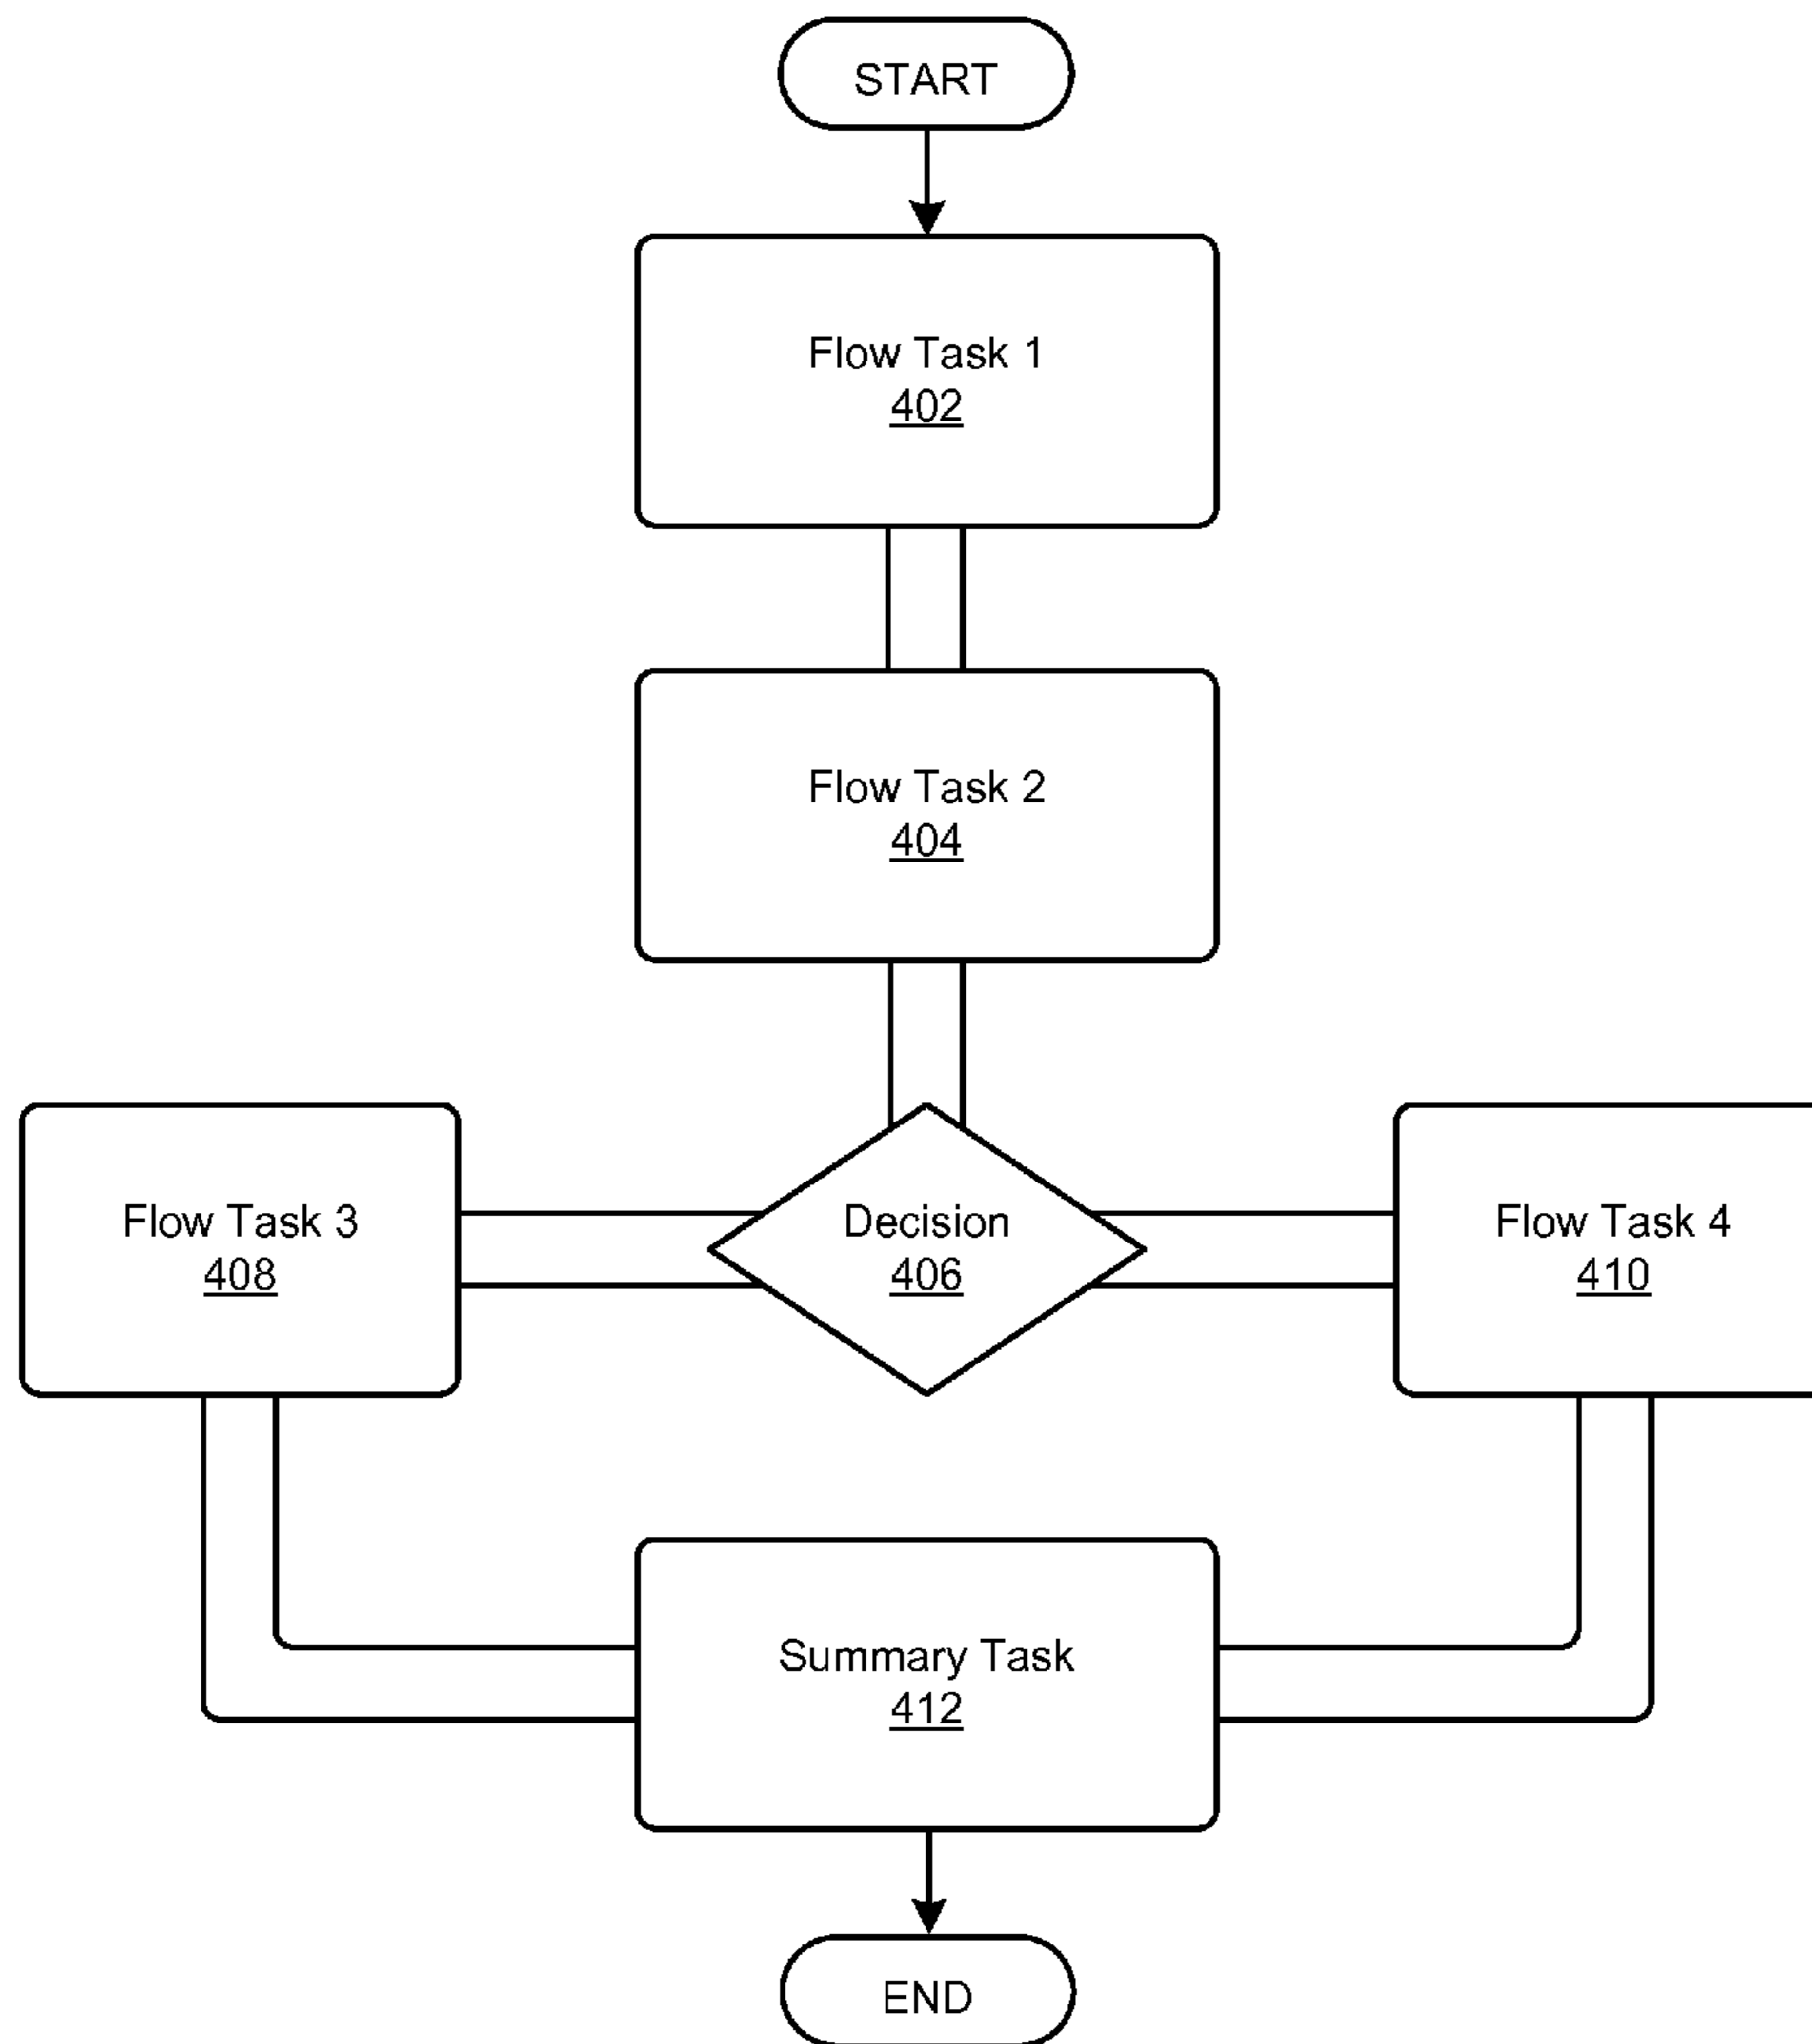 START
Flow Task 1
402
Flow Task 2
404
Flow Task 3
408
Decision
406
Flow Task 4
410
Summary Task
412
END